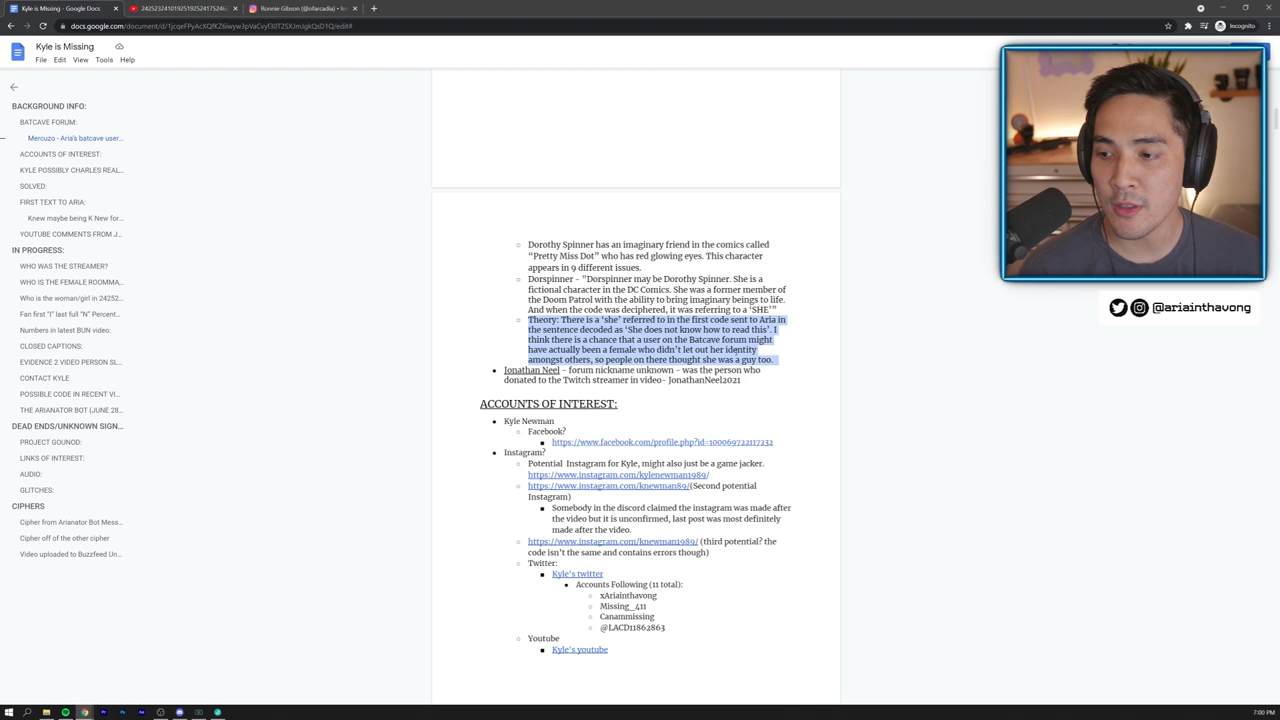 Kyle is Missing - Google Docs
Ronnie Gibson (@ofarcadia) • In
Incognito
Kyle is Missing
File Edit View Tools Help
BACKGROUND INFO:
BATCAVE FORUM:
Mercuzo - Aria's batcave user...
ACCOUNTS OF INTEREST:
KYLE POSSIBLY CHARLES REAL...
SOLVED:
FIRST TEXT TO ARIA:
Knew maybe being K New for...
YOUTUBE COMMENTS FROM J...
IN PROGRESS:
WHO WAS THE STREAMER?
WHO IS THE FEMALE ROOMMA...
Who is the woman/girl in 24252...
Fan first "I" last full "N" Percent...
Numbers in latest BUN video:
CLOSED CAPTIONS:
EVIDENCE 2 VIDEO PERSON SL...
CONTACT KYLE
POSSIBLE CODE IN RECENT VI...
THE ARIANATOR BOT (JUNE 28...
DEAD ENDS/UNKNOWN SIGN...
PROJECT GOUNOD:
LINKS OF INTEREST:
AUDIO:
GLITCHES:
CIPHERS
Cipher from Arianator Bot Mess...
Cipher off of the other cipher
Video uploaded to Buzzfeed Un...
Dorothy Spinner has an imaginary friend in the comics called
“Pretty Miss Dot” who has red glowing eyes. This character
appears in 9 different issues.
Dorspinner - "Dorspinner may be Dorothy Spinner. She is a
fictional character in the DC Comics. She was a former member of
the Doom Patrol with the ability to bring imaginary beings to life.
And when the code was deciphered, it was referring to a ‘SHE’”
Theory: There is a ‘she’ referred to in the first code sent to Aria in
the sentence decoded as ‘She does not know how to read this’. I
think there is a chance that a user on the Batcave forum might
have actually been a female who didn’t let out her identity
amongst others, so people on there thought she was a guy too.
Jonathan Neel - forum nickname unknown - was the person who
donated to the Twitch streamer in video- JonathanNeel2021
ACCOUNTS OF INTEREST:
Kyle Newman
Facebook?
https://www.facebook.com/profile.php?id=100069722117232
Instagram?
Potential Instagram for Kyle, might also just be a game jacker.
https://www.instagram.com/kylenewman1989/
https://www.instagram.com/knewman89/(Second potential
Instagram)
Somebody in the discord claimed the instagram was made after
the video but it is unconfirmed, last post was most definitely
made after the video.
https://www.instagram.com/knewman1989/ (third potential? the
code isn’t the same and contains errors though)
Twitter:
Kyle's twitter
Accounts Following (11 total):
xAriainthavong
Missing_411
Canammissing
@LACD11862863
Youtube
Kyle's youtube
@ariainthavong
7:00 PM